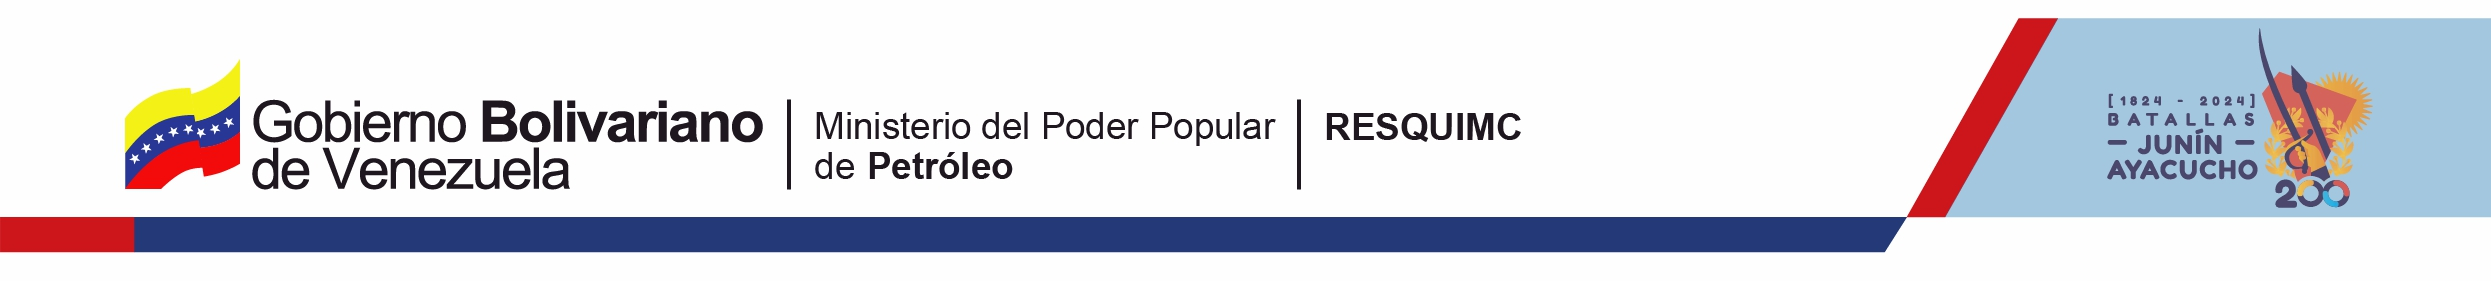 Gobierno Bolivariano
de Venezuela
Ministerio del Poder Popular
de Petróleo
RESQUIMC
[1824 - 2024]
BATALLAS
– JUNÍN –
AYACUCHO
200